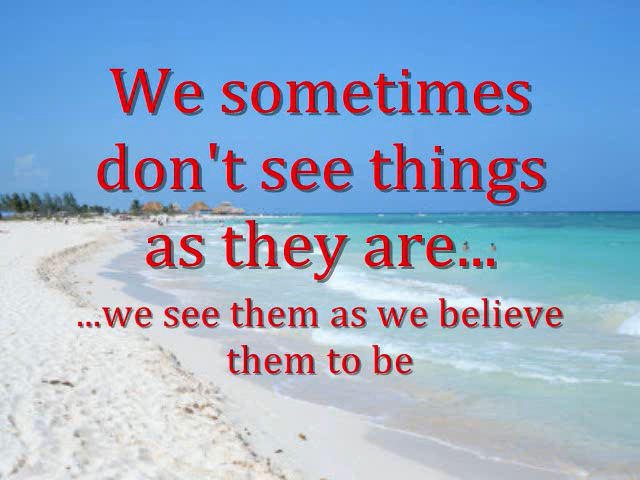 We sometimes
don't see things
as they are...
...we see them as we believe
them to be